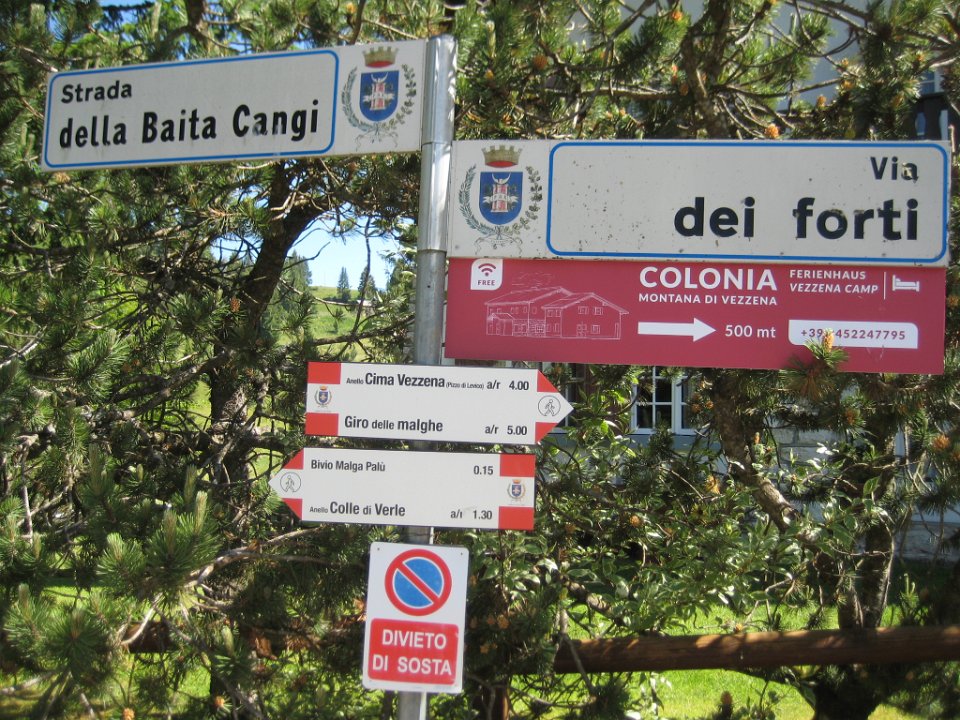 Strada
della Baita Cangi
Via
dei forti
FREE
COLONIA
MONTANA DI VEZZENA
500 mt
FERIENHAUS
VEZZENA CAMP
Anello Cima Vezzena (Pizzo di Levico) a/r 4.00
Giro delle malghe a/r 5.00
Bivio Malga Palù 0.15
Anello Colle di Verle a/r 1.30
DIVIETO
DI SOSTA